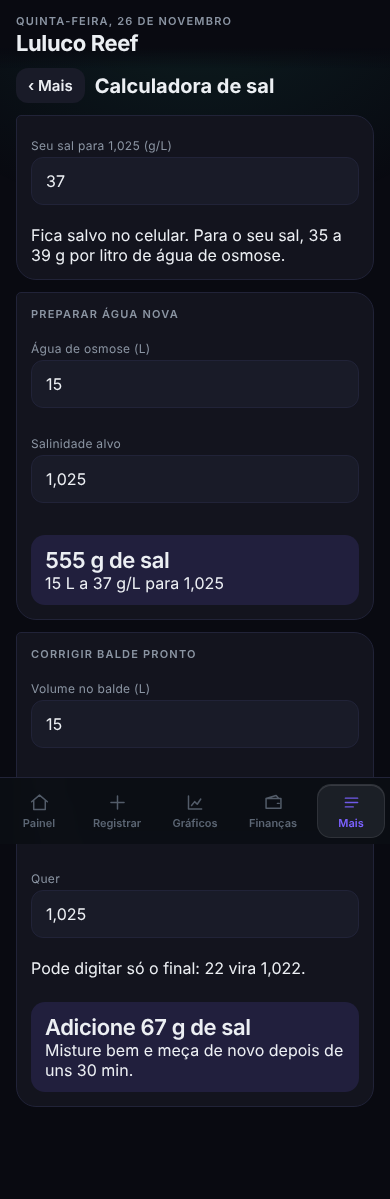 QUINTA-FEIRA, 26 DE NOVEMBRO
Luluco Reef
‹ Mais
Calculadora de sal
Seu sal para 1,025 (g/L)
37
Fica salvo no celular. Para o seu sal, 35 a
39 g por litro de água de osmose.
PREPARAR ÁGUA NOVA
Água de osmose (L)
15
Salinidade alvo
1,025
555 g de sal
15 L a 37 g/L para 1,025
CORRIGIR BALDE PRONTO
Volume no balde (L)
15
Painel
Registrar
Gráficos
Finanças
Mais
Quer
1,025
Pode digitar só o final: 22 vira 1,022.
Adicione 67 g de sal
Misture bem e meça de novo depois de
uns 30 min.